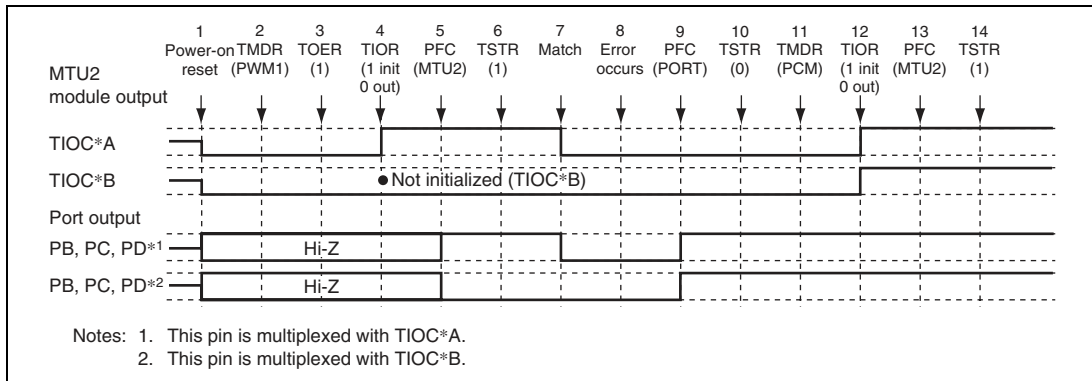 1 2 3 4 5 6 7 8 9 10 11 12 13 14
Power-on TMDR TOER TIOR PFC TSTR Match Error PFC TSTR TMDR TIOR PFC TSTR
reset (PWM1) (1) (1 init (MTU2) (1) occurs (PORT) (0) (PCM) (1 init (MTU2) (1)
0 out) 0 out)
MTU2
module output
TIOC*A
TIOC*B
Not initialized (TIOC*B)
Port output
PB, PC, PD*1 Hi-Z
PB, PC, PD*2 Hi-Z
Notes: 1. This pin is multiplexed with TIOC*A.
2. This pin is multiplexed with TIOC*B.